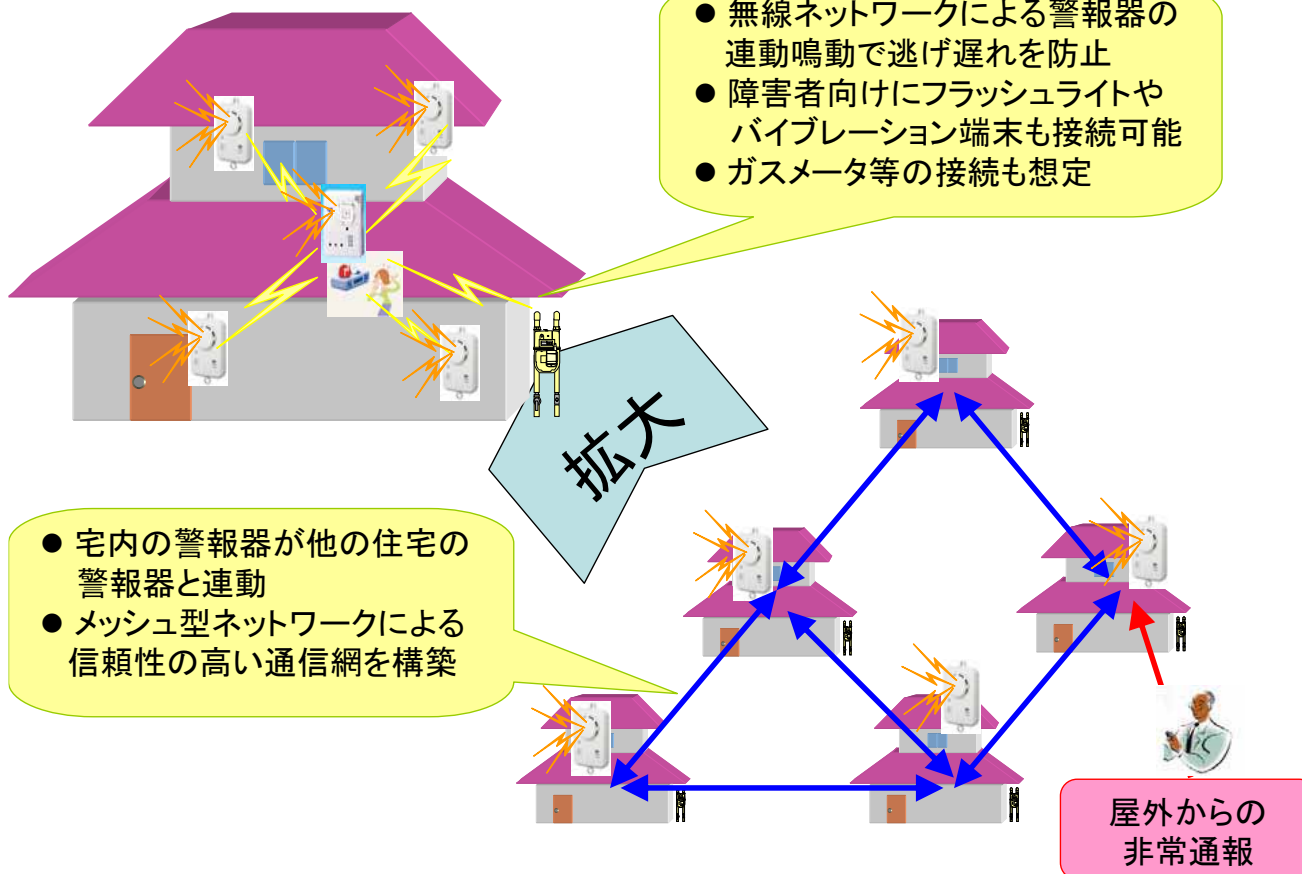 ● 無線ネットワークによる警報器の
連動鳴動で逃げ遅れを防止
● 障害者向けにフラッシュライトや
バイブレーション端末も接続可能
● ガスメータ等の接続も想定
拡大
● 宅内の警報器が他の住宅の
警報器と連動
● メッシュ型ネットワークによる
信頼性の高い通信網を構築
屋外からの
非常通報